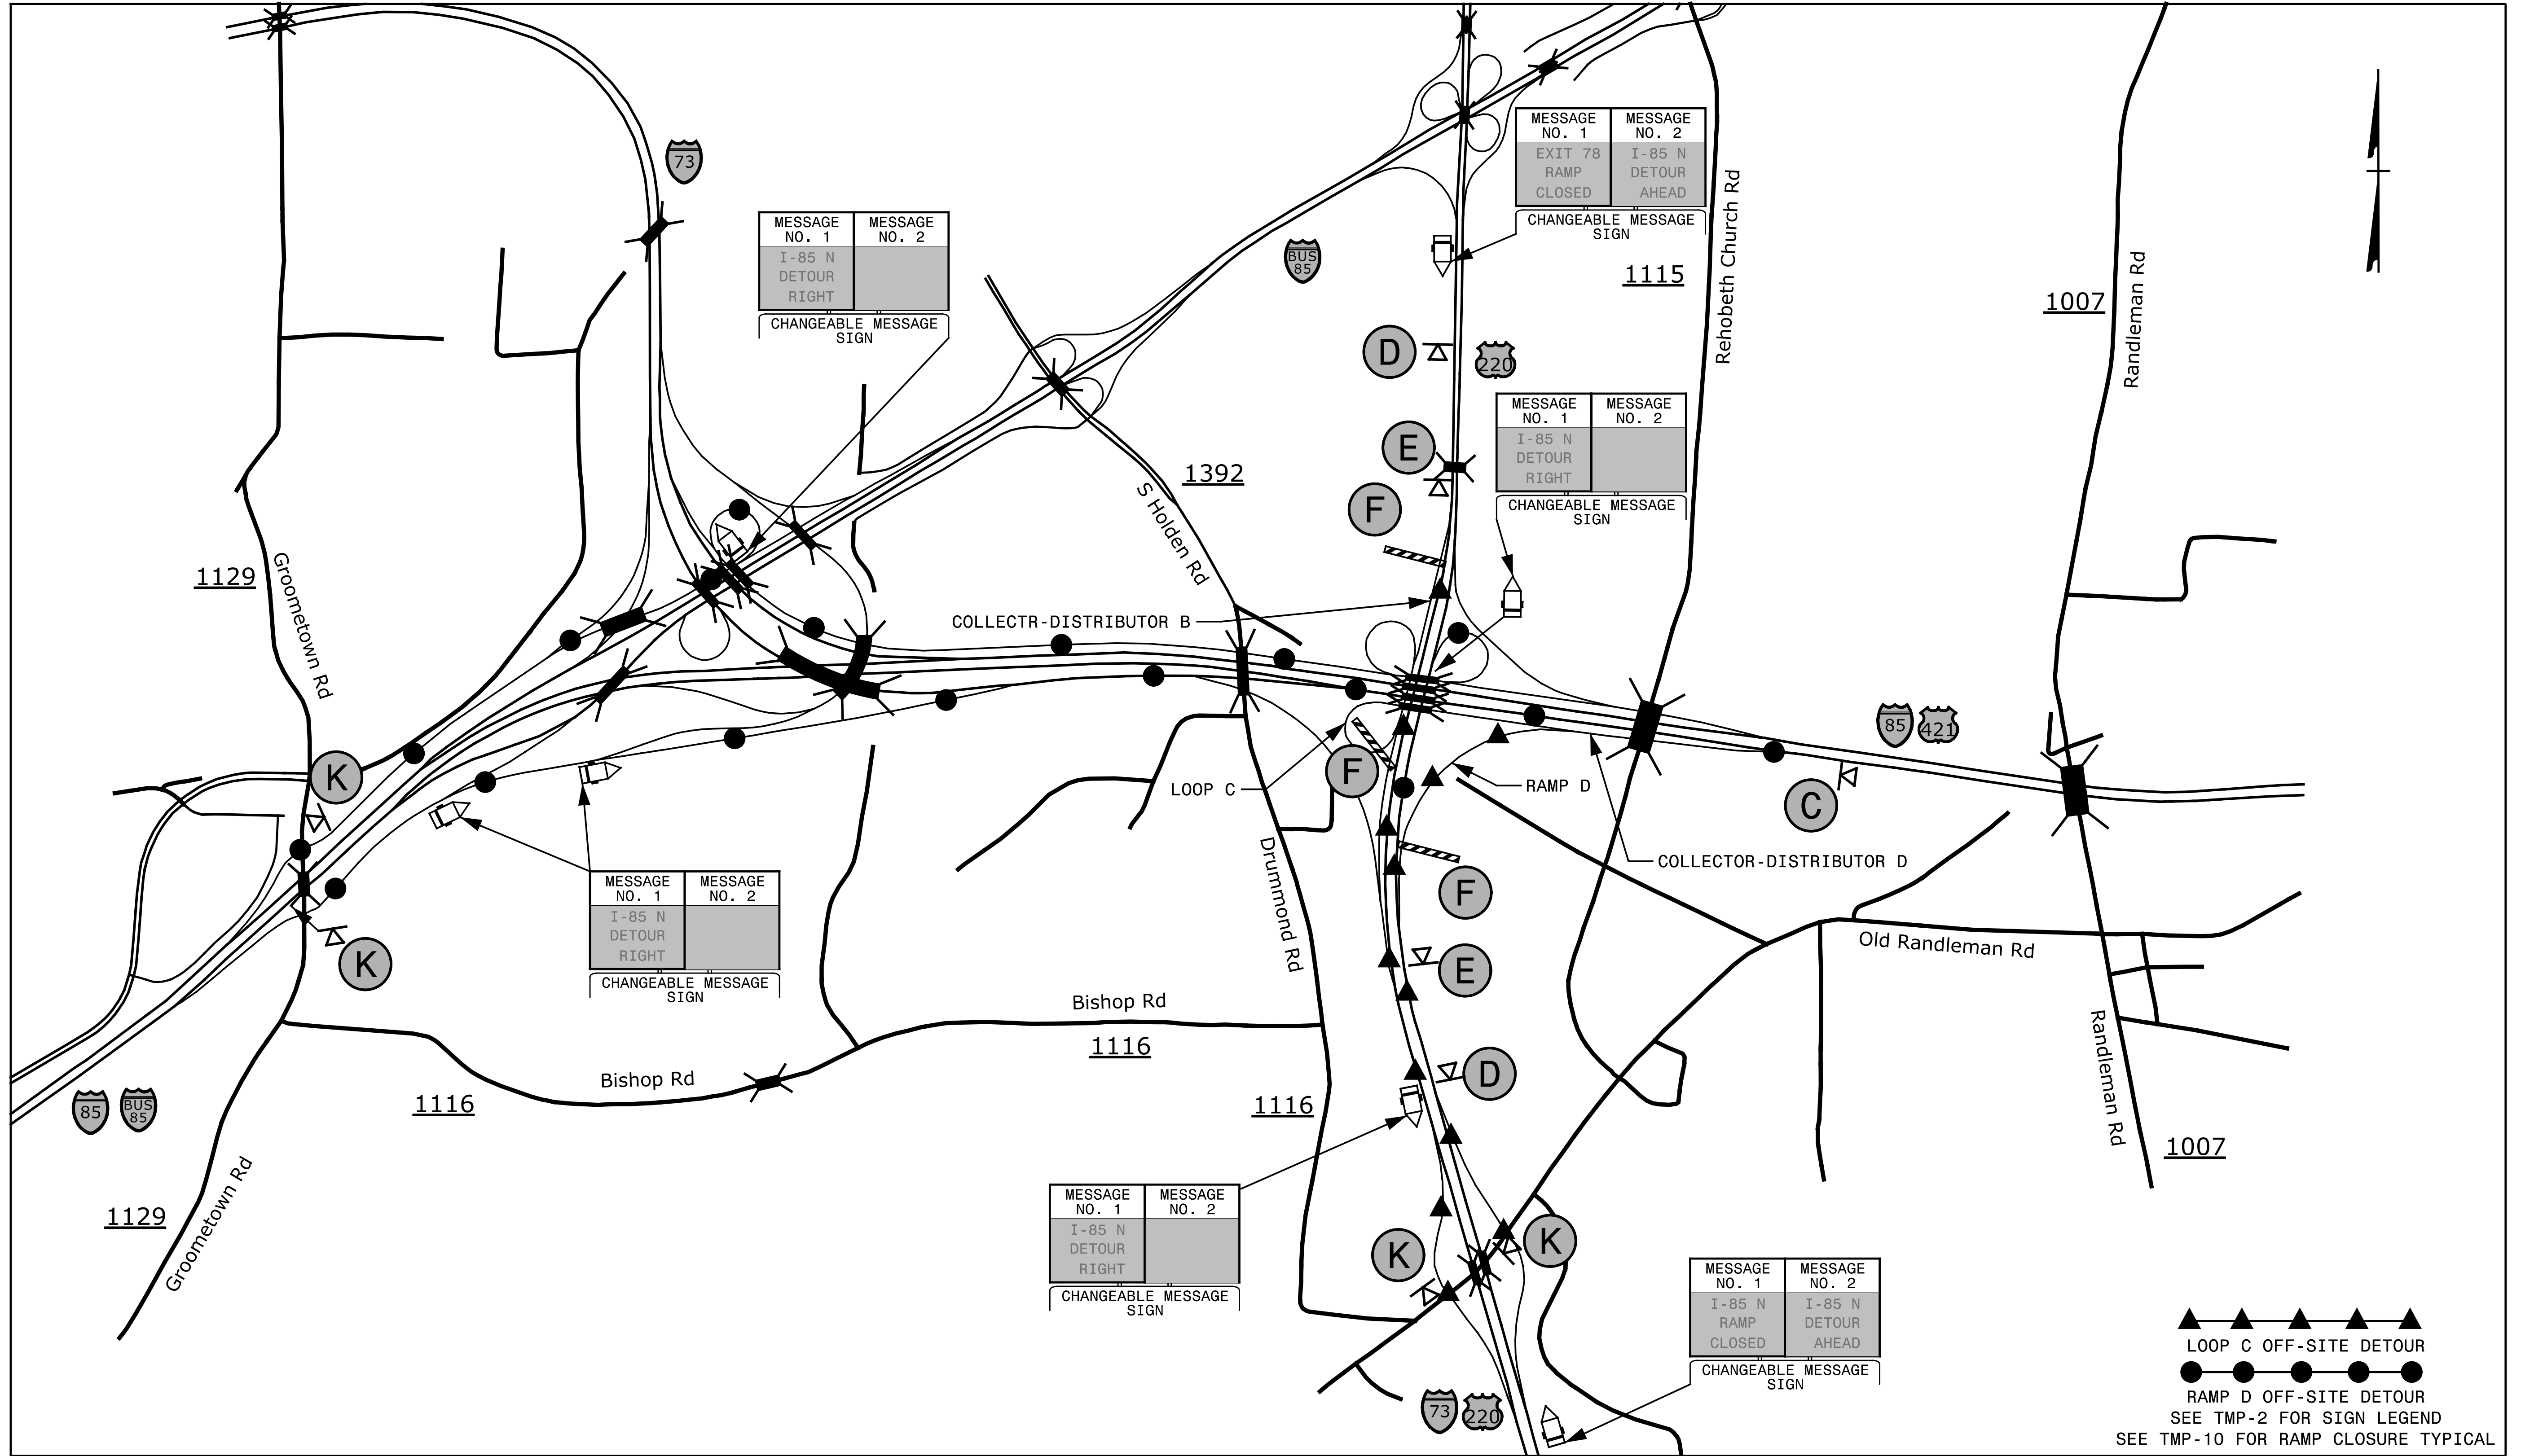 73
MESSAGE NO. 1
MESSAGE NO. 2
EXIT 78
RAMP
CLOSED
I-85 N
DETOUR
AHEAD
CHANGEABLE MESSAGE
SIGN
MESSAGE NO. 1
MESSAGE NO. 2
I-85 N
DETOUR
RIGHT
CHANGEABLE MESSAGE
SIGN
BUS
85
1115
Rehobeth Church Rd
1007
Randleman Rd
D
220
E
F
MESSAGE NO. 1
MESSAGE NO. 2
I-85 N
DETOUR
RIGHT
CHANGEABLE MESSAGE
SIGN
1392
S Holden Rd
1129
Groometown Rd
COLLECTR-DISTRIBUTOR B
K
LOOP C
F
RAMP D
85
421
C
COLLECTOR-DISTRIBUTOR D
Drummond Rd
F
MESSAGE NO. 1
MESSAGE NO. 2
I-85 N
DETOUR
RIGHT
CHANGEABLE MESSAGE
SIGN
K
E
Old Randleman Rd
Bishop Rd
1116
Randleman Rd
Bishop Rd
1116
85
BUS
85
1116
D
1007
1129
Groometown Rd
MESSAGE NO. 1
MESSAGE NO. 2
I-85 N
DETOUR
RIGHT
CHANGEABLE MESSAGE
SIGN
K
K
MESSAGE NO. 1
MESSAGE NO. 2
I-85 N
RAMP
CLOSED
I-85 N
DETOUR
AHEAD
CHANGEABLE MESSAGE
SIGN
73
220
LOOP C OFF-SITE DETOUR
RAMP D OFF-SITE DETOUR
SEE TMP-2 FOR SIGN LEGEND
SEE TMP-10 FOR RAMP CLOSURE TYPICAL